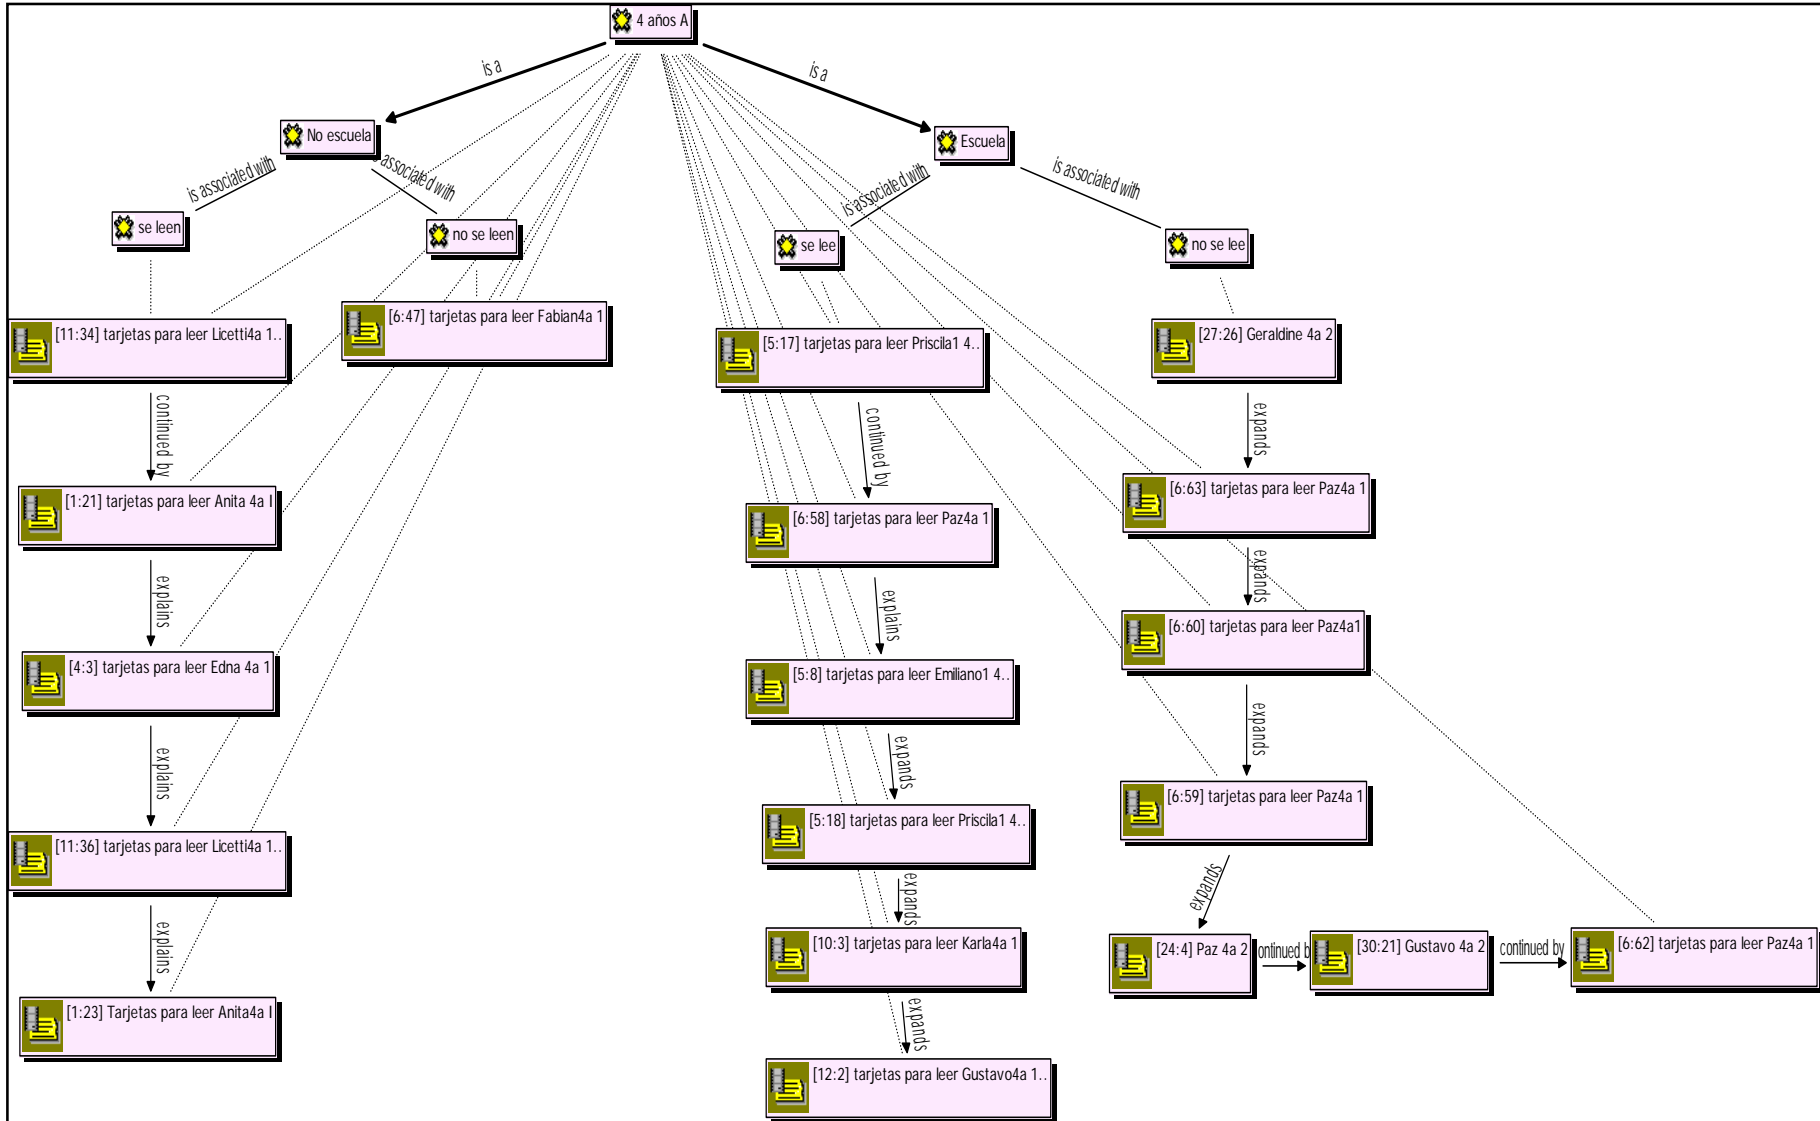 4 años A
is a
is a
No escuela
Escuela
is associated with
s associated with
is associated with
is associated with
se leen
no se leen
se lee
no se lee
[11:34] tarjetas para leer Licetti4a 1..
[6:47] tarjetas para leer Fabian4a 1
[5:17] tarjetas para leer Priscila1 4..
[27:26] Geraldine 4a 2
continued by
continued by
expands
[1:21] tarjetas para leer Anita 4a I
[6:58] tarjetas para leer Paz4a 1
[6:63] tarjetas para leer Paz4a 1
explains
explains
expands
[4:3] tarjetas para leer Edna 4a 1
[5:8] tarjetas para leer Emiliano1 4..
[6:60] tarjetas para leer Paz4a1
explains
expands
expands
[11:36] tarjetas para leer Licetti4a 1..
[5:18] tarjetas para leer Priscila1 4..
[6:59] tarjetas para leer Paz4a 1
explains
expands
expands
[1:23] Tarjetas para leer Anita4a I
[10:3] tarjetas para leer Karla4a 1
[24:4] Paz 4a 2
ontinued b
[30:21] Gustavo 4a 2
continued by
[6:62] tarjetas para leer Paz4a 1
expands
[12:2] tarjetas para leer Gustavo4a 1..